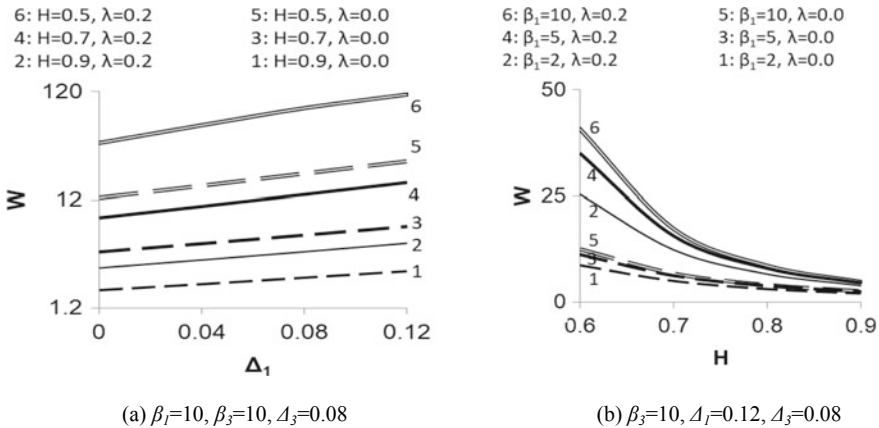 6: H=0.5, λ=0.2 5: H=0.5, λ=0.0
4: H=0.7, λ=0.2 3: H=0.7, λ=0.0
2: H=0.9, λ=0.2 1: H=0.9, λ=0.0
120
12
1.2
W
6
5
4
3
2
1
0 0.04 0.08 0.12
Δ₁
(a) β₁=10, β₃=10, Δ₃=0.08
6: β₁=10, λ=0.2 5: β₁=10, λ=0.0
4: β₁=5, λ=0.2 3: β₁=5, λ=0.0
2: β₁=2, λ=0.2 1: β₁=2, λ=0.0
50
25
0
W
6
4
2
5
3
1
0.6 0.7 0.8 0.9
H
(b) β₃=10, Δ₁=0.12, Δ₃=0.08